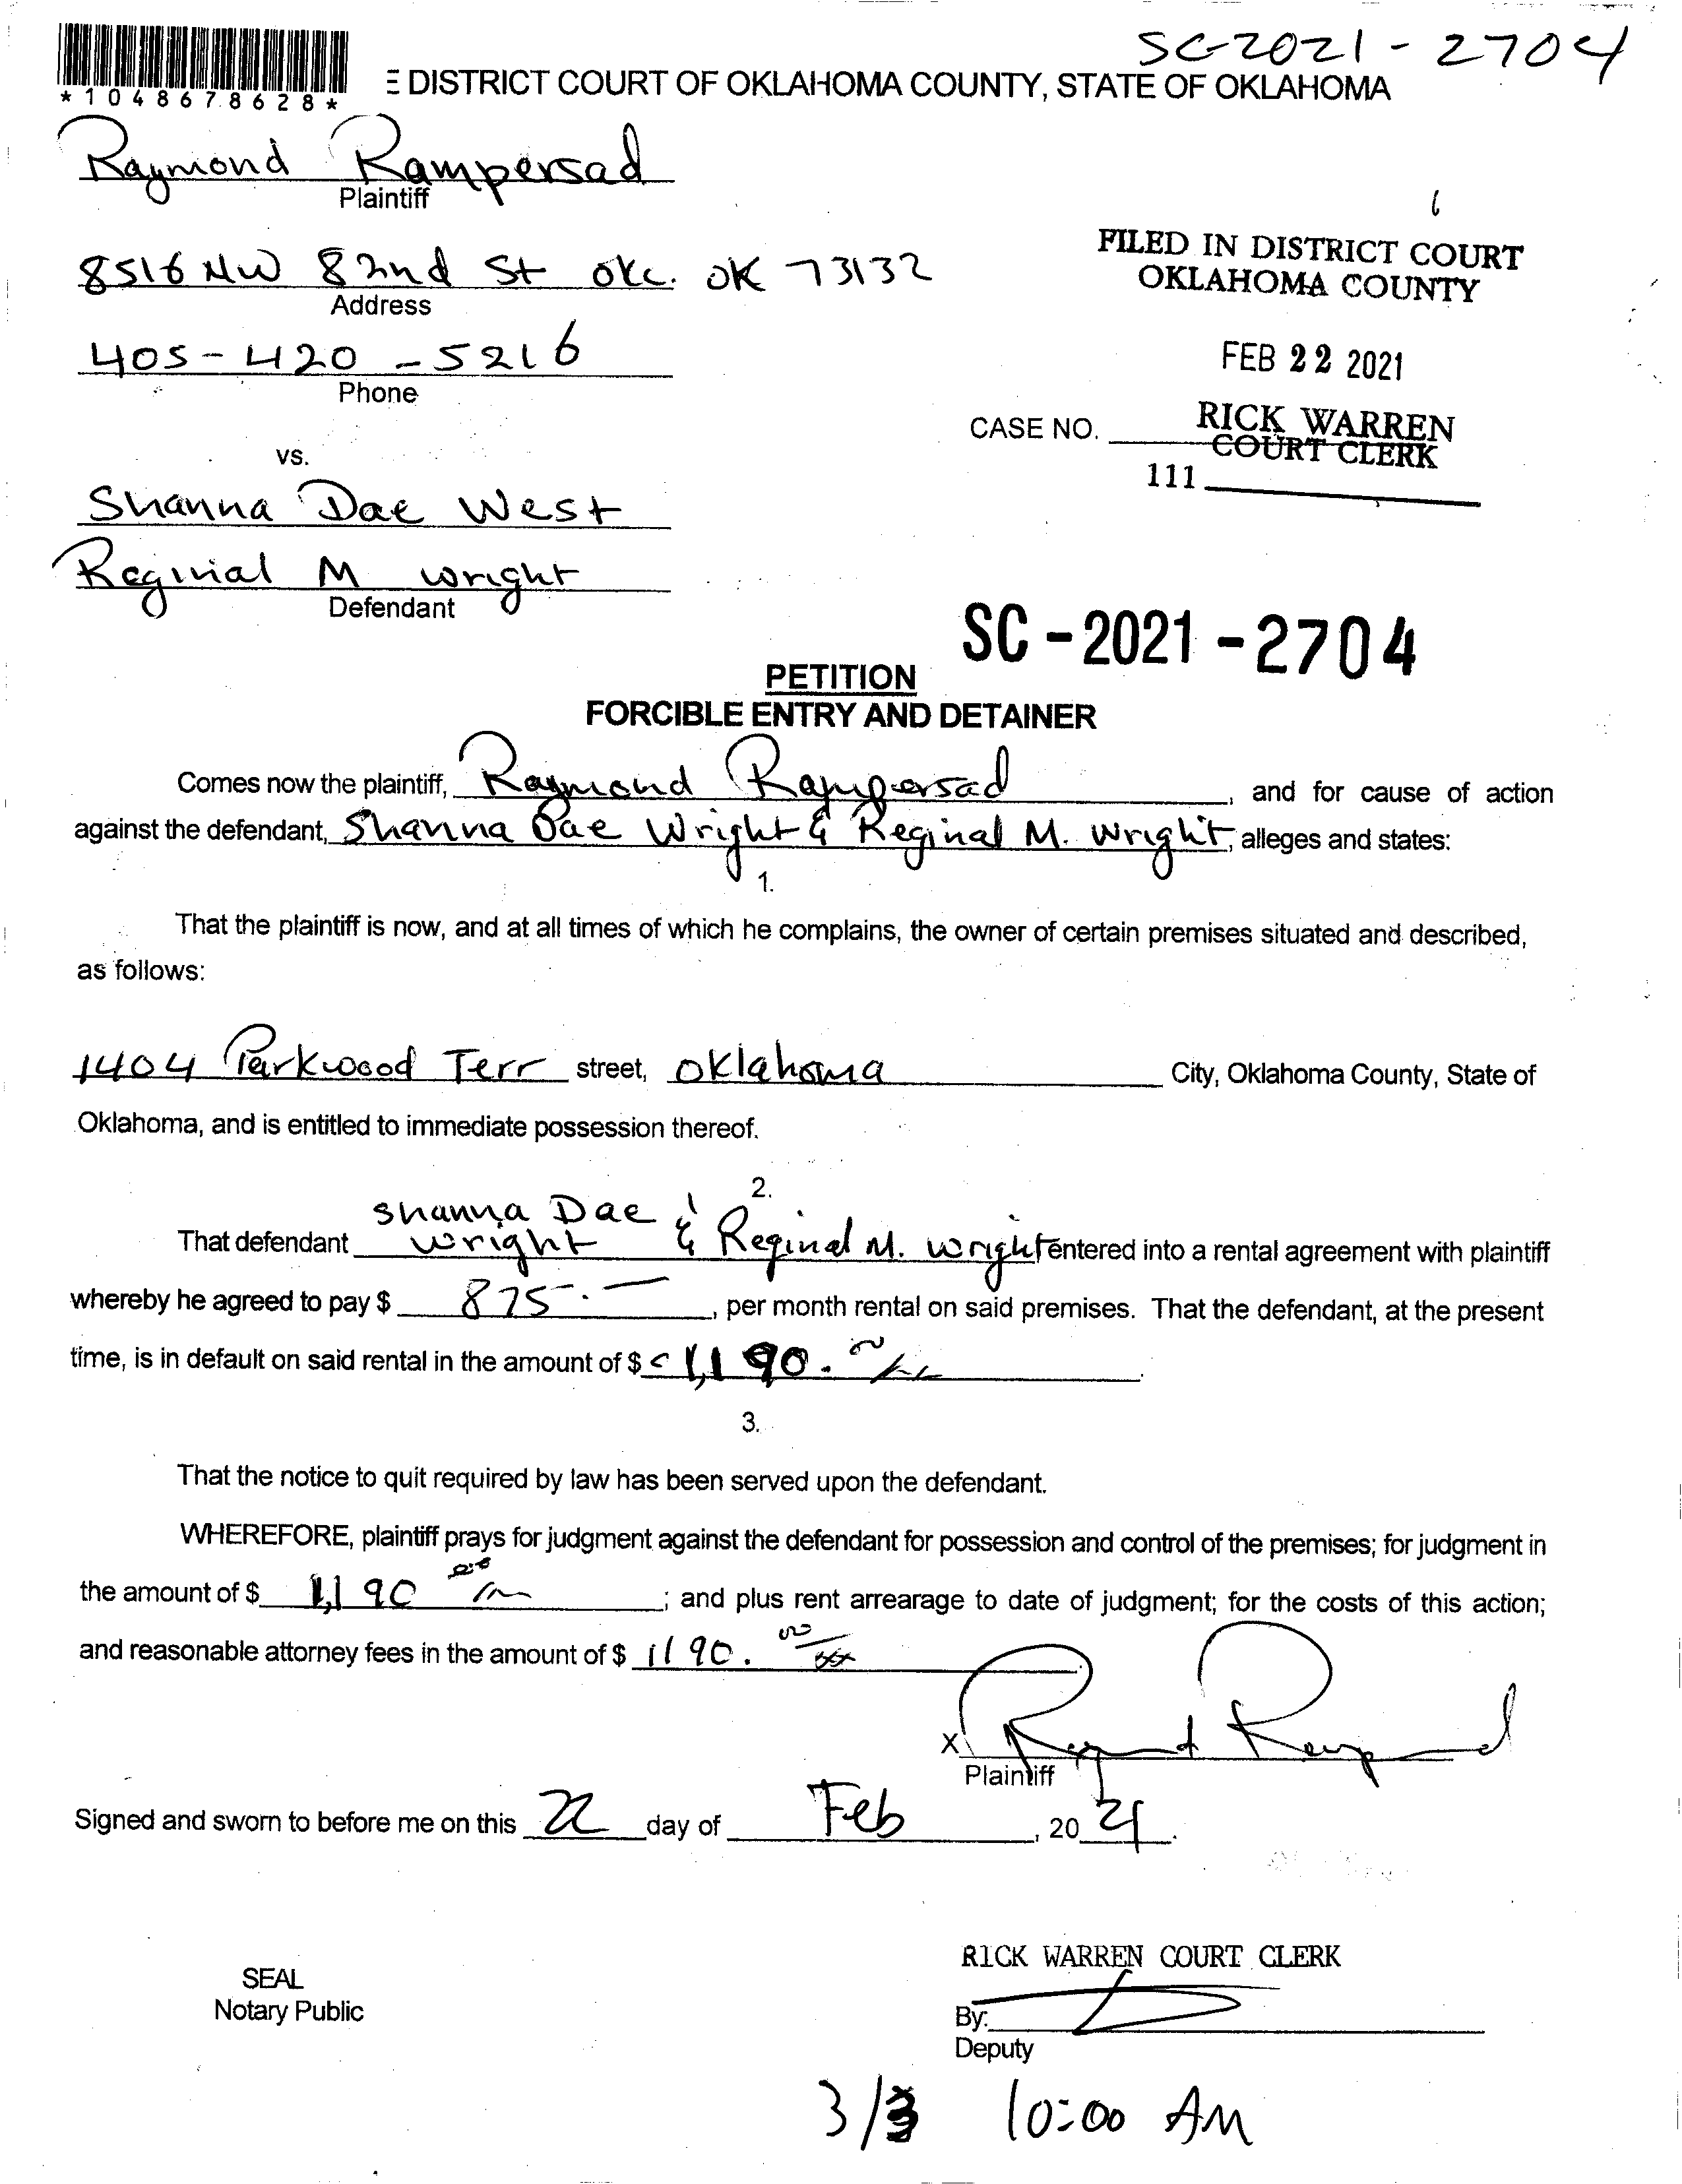 SC-2021-2704
E DISTRICT COURT OF OKLAHOMA COUNTY, STATE OF OKLAHOMA
*1048678628*
Raymond Rampersad
Plaintiff
8516 NW 82nd St OKC. OK 73132
Address
405-420-5216
Phone
FILED IN DISTRICT COURT
OKLAHOMA COUNTY
FEB 22 2021
RICK WARREN
COURT CLERK
CASE NO.
111
vs.
Shanna Dae West
Reginial M wright
Defendant
SC-2021-2704
PETITION
FORCIBLE ENTRY AND DETAINER
Comes now the plaintiff, Raymond Rampersad, and for cause of action
against the defendant, Shanna Dae Wright & Reginal M. Wright, alleges and states:
1.
That the plaintiff is now, and at all times of which he complains, the owner of certain premises situated and described,
as follows:
1404 Parkwood Terr street, Oklahoma City, Oklahoma County, State of
Oklahoma, and is entitled to immediate possession thereof.
2.
That defendant Shanna Dae Wright & Reginal M. Wright entered into a rental agreement with plaintiff
whereby he agreed to pay $ 875.-, per month rental on said premises. That the defendant, at the present
time, is in default on said rental in the amount of $ 1,190.
3.
That the notice to quit required by law has been served upon the defendant.
WHEREFORE, plaintiff prays for judgment against the defendant for possession and control of the premises; for judgment in
the amount of $ 1,190; and plus rent arrearage to date of judgment; for the costs of this action;
and reasonable attorney fees in the amount of $ 1190.
X
Plaintiff
Signed and sworn to before me on this 22 day of Feb, 2021.
SEAL
Notary Public
RICK WARREN COURT CLERK
By:
Deputy
3/3 10:00 AM